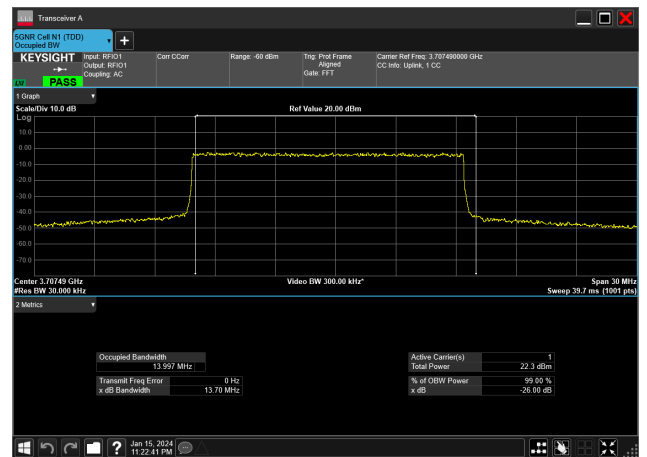 Transceiver A
5GNR Cell N1 (TDD)
Occupied BW
KEYSIGHT
Input: RFIO1
Output: RFIO1
Coupling: AC
PASS
Corr CCorr
Range: -60 dBm
Trig: Prot Frame
Aligned
Gate: FFT
Carrier Ref Freq: 3.707490000 GHz
CC Info: Uplink, 1 CC
1 Graph
Scale/Div 10.0 dB
Ref Value 20.00 dBm
Log
10.0
0.00
-10.0
-20.0
-30.0
-40.0
-50.0
-60.0
-70.0
Center 3.70749 GHz
Video BW 300.00 kHz*
Span 30 MHz
#Res BW 30.000 kHz
Sweep 39.7 ms (1001 pts)
2 Metrics
Occupied Bandwidth
13.997 MHz
Active Carrier(s) 1
Total Power 22.3 dBm
Transmit Freq Error 0 Hz
x dB Bandwidth 13.70 MHz
% of OBW Power 99.00 %
x dB -26.00 dB
Jan 15, 2024
11:22:41 PM